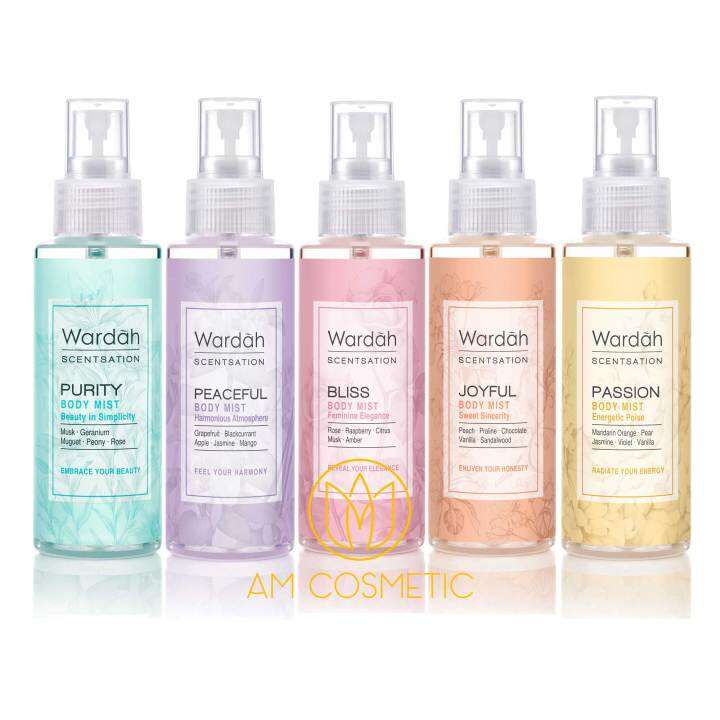 Wardāh
SCENTSATION
PURITY
BODY MIST
Beauty in Simplicity
Musk · Geranium
Muguet · Peony · Rose
EMBRACE YOUR BEAUTY
Wardāh
SCENTSATION
PEACEFUL
BODY MIST
Harmonious Atmosphere
Grapefruit · Blackcurrant
Apple · Jasmine · Mango
FEEL YOUR HARMONY
Wardāh
SCENTSATION
BLISS
BODY MIST
Feminine Elegance
Rose · Raspberry · Citrus
Musk · Amber
REVEAL YOUR ELEGANCE
Wardāh
SCENTSATION
JOYFUL
BODY MIST
Sweet Sincerity
Peach · Praline · Chocolate
Vanilla · Sandalwood
ENLIVEN YOUR HONESTY
Wardāh
SCENTSATION
PASSION
BODY MIST
Energetic Poise
Mandarin Orange · Pear
Jasmine · Violet · Vanilla
RADIATE YOUR ENERGY
AM COSMETIC